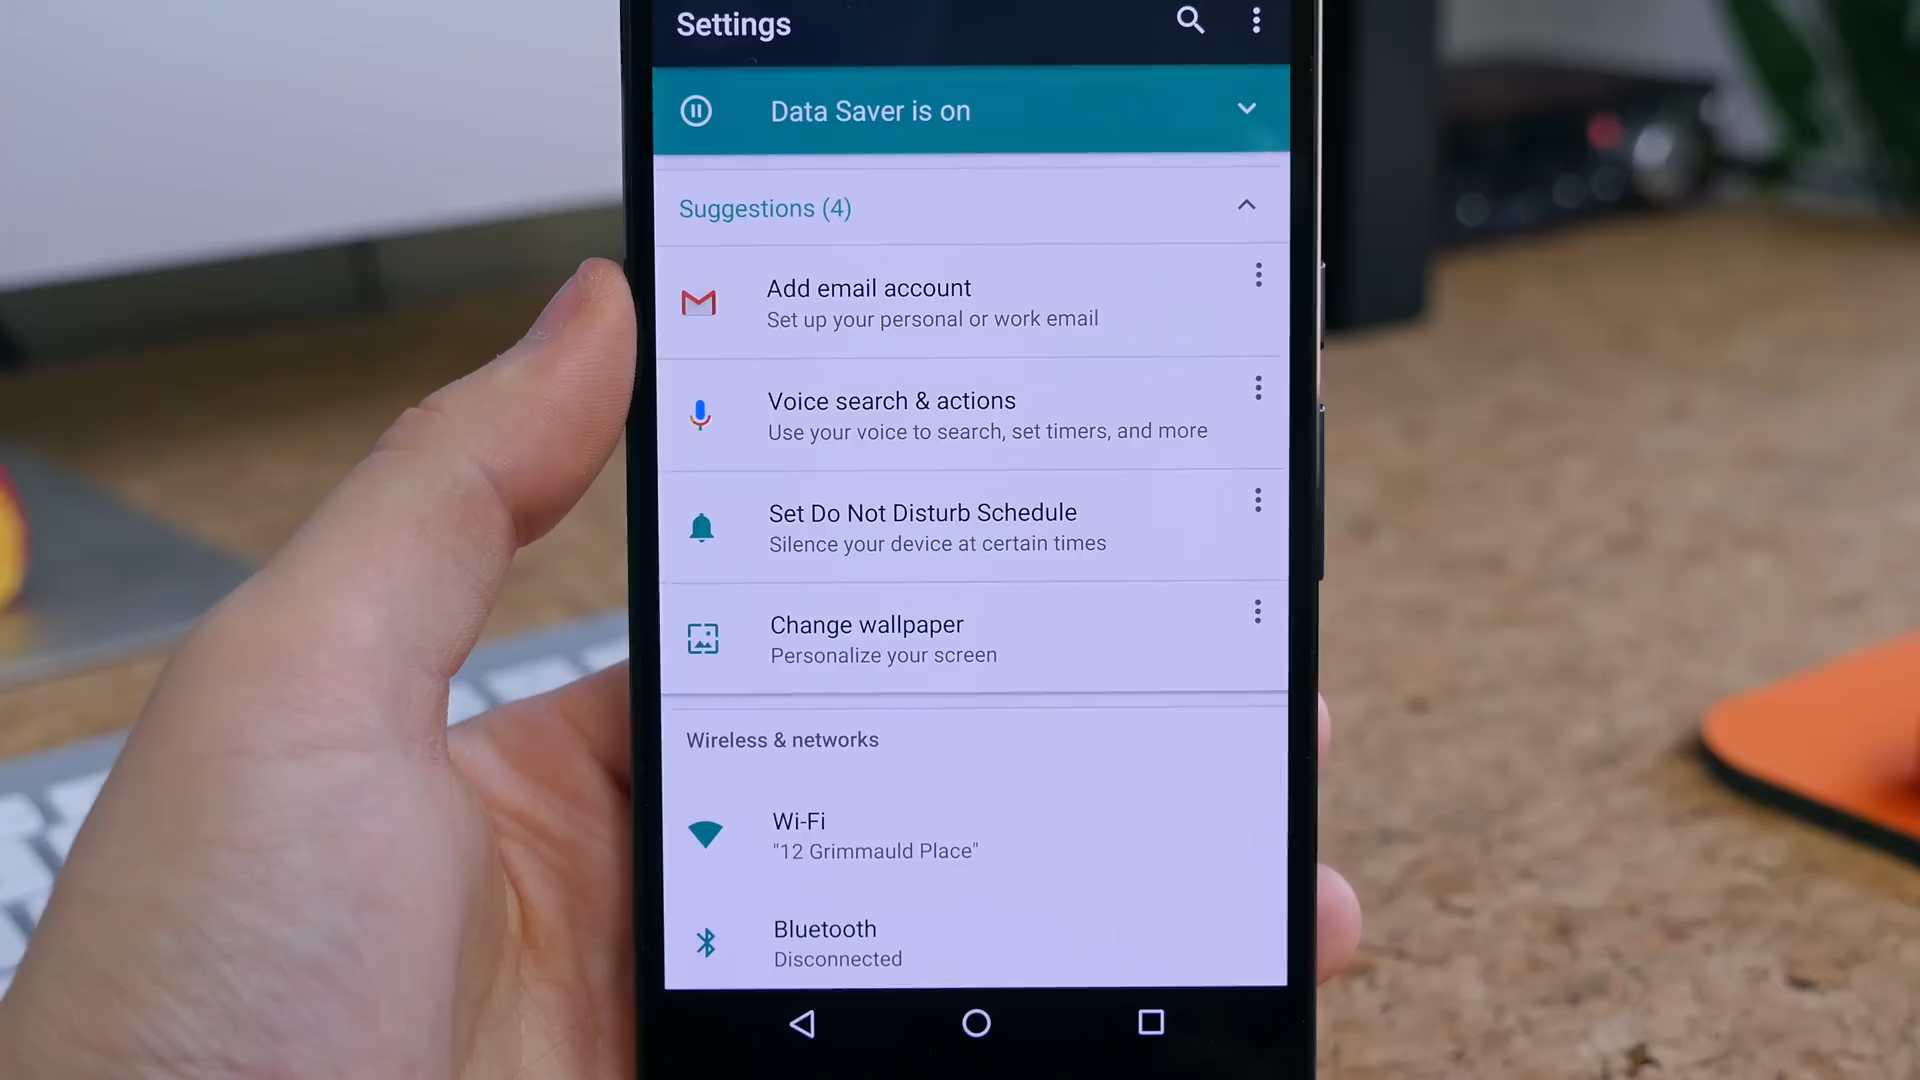 Settings
Data Saver is on
Suggestions (4)
Add email account
Set up your personal or work email
Voice search & actions
Use your voice to search, set timers, and more
Set Do Not Disturb Schedule
Silence your device at certain times
Change wallpaper
Personalize your screen
Wireless & networks
Wi-Fi
"12 Grimmauld Place"
Bluetooth
Disconnected